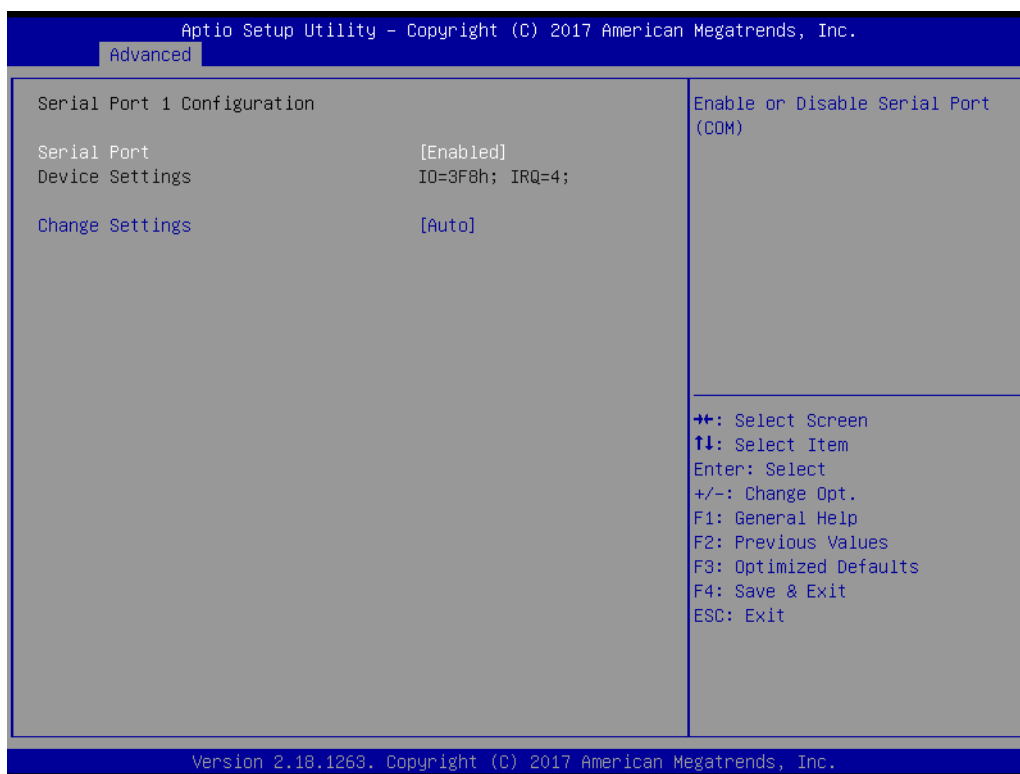 Aptio Setup Utility – Copyright (C) 2017 American Megatrends, Inc.
Advanced
Serial Port 1 Configuration
Serial Port [Enabled]
Device Settings IO=3F8h; IRQ=4;
Change Settings [Auto]
Enable or Disable Serial Port
(COM)
→←: Select Screen
↑↓: Select Item
Enter: Select
+/-: Change Opt.
F1: General Help
F2: Previous Values
F3: Optimized Defaults
F4: Save & Exit
ESC: Exit
Version 2.18.1263. Copyright (C) 2017 American Megatrends, Inc.